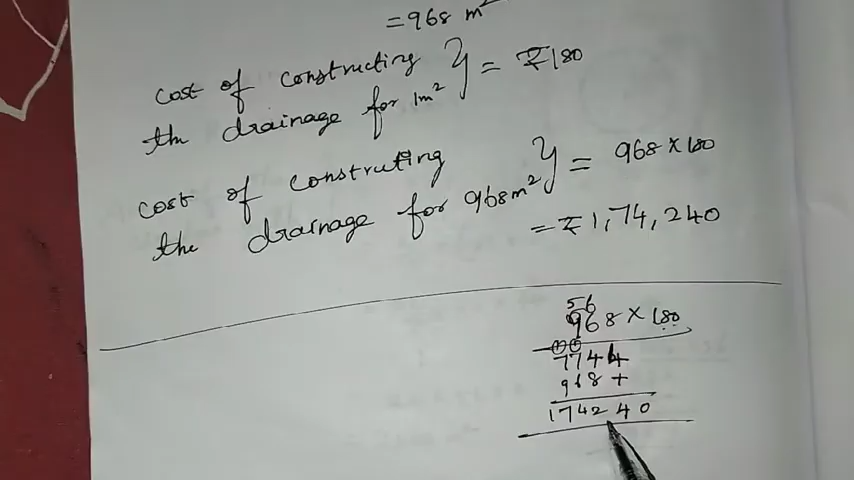 = 968 m²
cost of constructing
the drainage for 1m² } = ₹180
cost of constructing
the drainage for 968m² } = 968 × 180
= ₹1,74,240
56
968 × 180
7744
968 +
174240